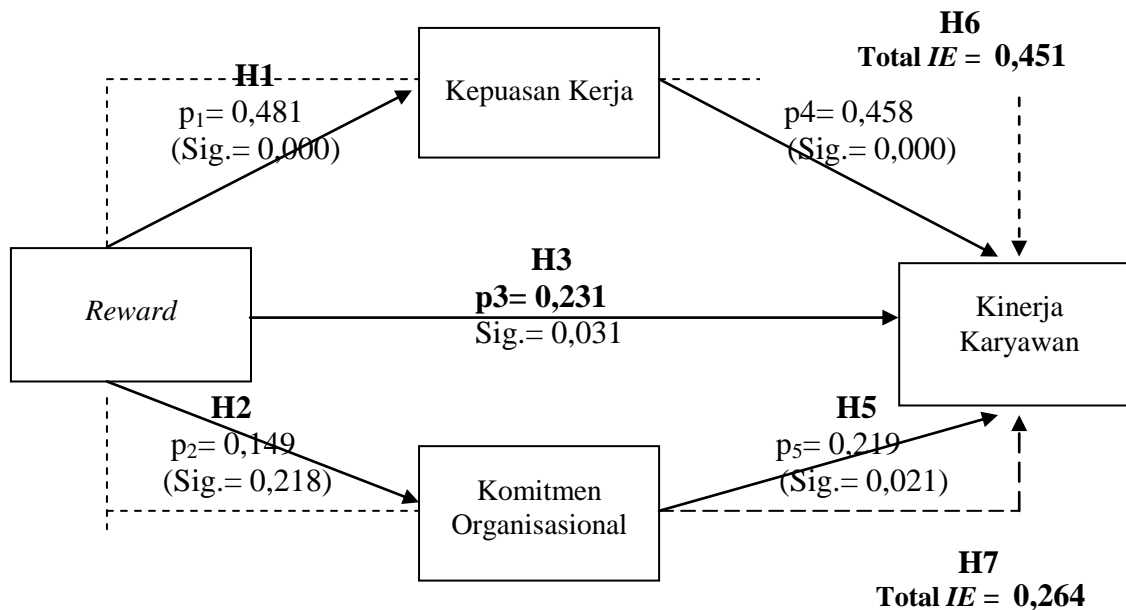 H6
Total IE = 0,451
H1
p1= 0,481
(Sig.= 0,000)
Kepuasan Kerja
p4= 0,458
(Sig.= 0,000)
Reward
H3
p3= 0,231
Sig.= 0,031
Kinerja
Karyawan
H2
p2= 0,149
(Sig.= 0,218)
Komitmen
Organisasional
H5
p5= 0,219
(Sig.= 0,021)
H7
Total IE = 0,264